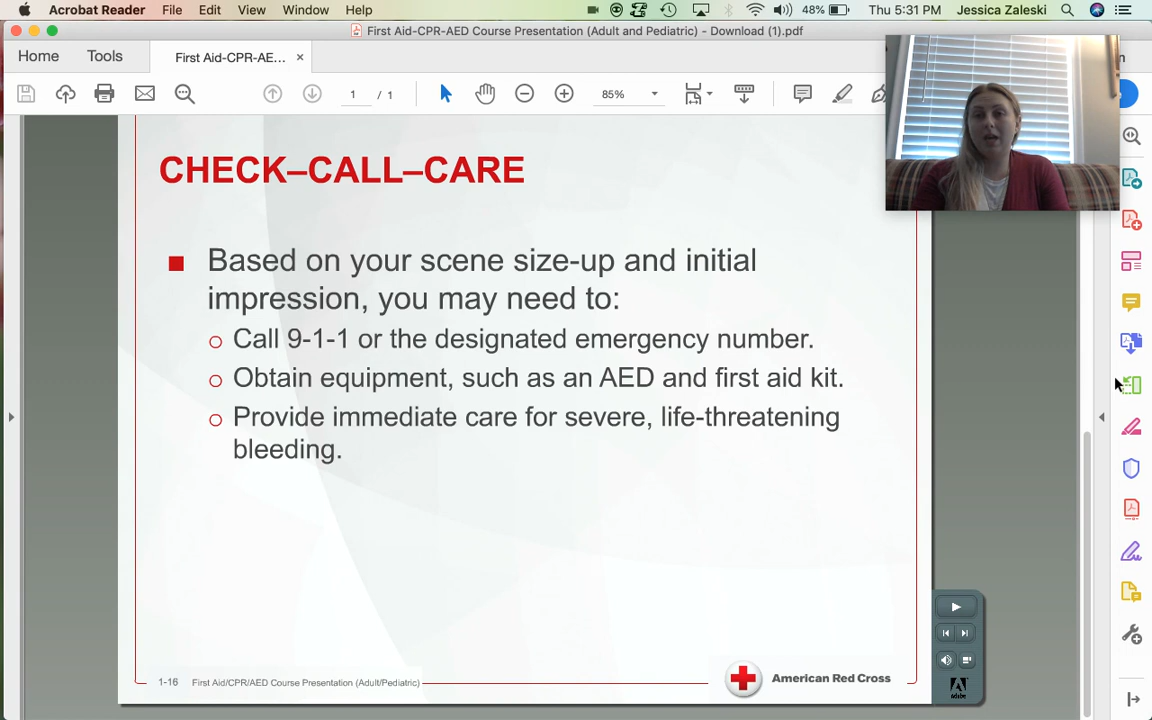 Acrobat Reader File Edit View Window Help 48% Thu 5:31 PM Jessica Zaleski
First Aid-CPR-AED Course Presentation (Adult and Pediatric) - Download (1).pdf
Home Tools First Aid-CPR-AE... ×
1 / 1 85%
CHECK–CALL–CARE
■ Based on your scene size-up and initial
impression, you may need to:
o Call 9-1-1 or the designated emergency number.
o Obtain equipment, such as an AED and first aid kit.
o Provide immediate care for severe, life-threatening
bleeding.
1-16 First Aid/CPR/AED Course Presentation (Adult/Pediatric)
American Red Cross
Adobe